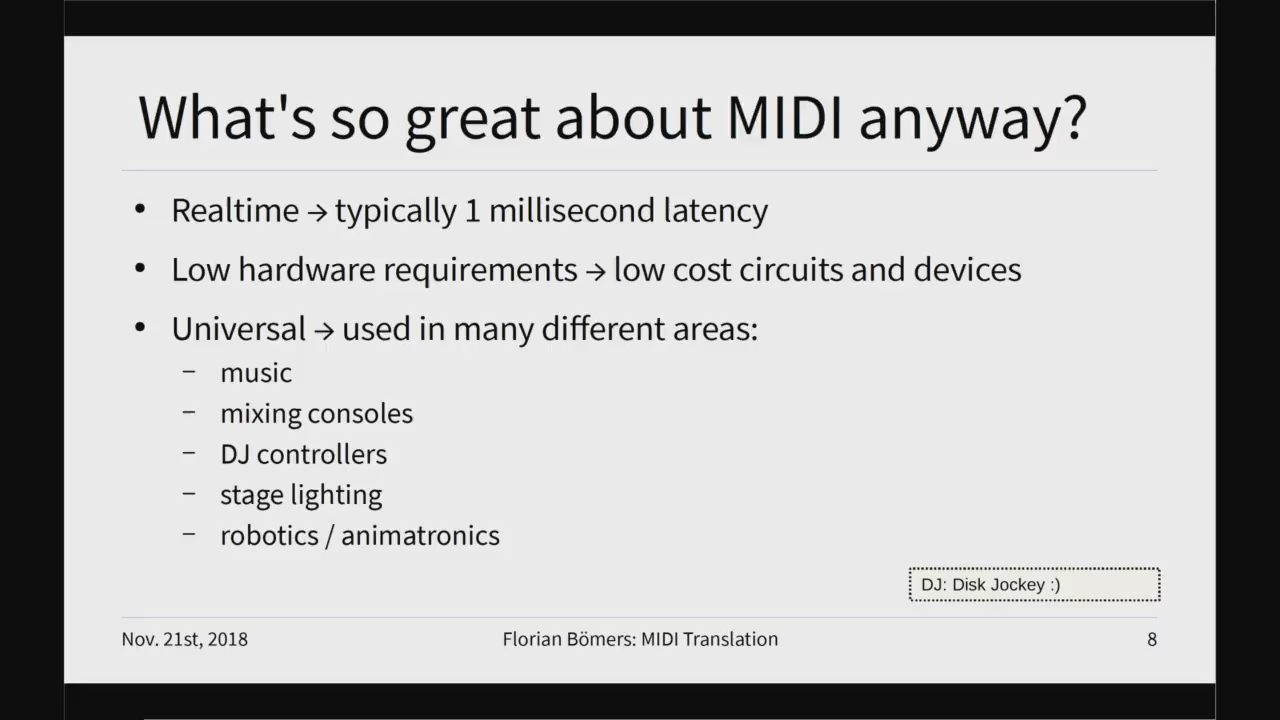 What's so great about MIDI anyway?
• Realtime → typically 1 millisecond latency
• Low hardware requirements → low cost circuits and devices
• Universal → used in many different areas:
– music
– mixing consoles
– DJ controllers
– stage lighting
– robotics / animatronics
DJ: Disk Jockey :)
Nov. 21st, 2018
Florian Bömers: MIDI Translation
8